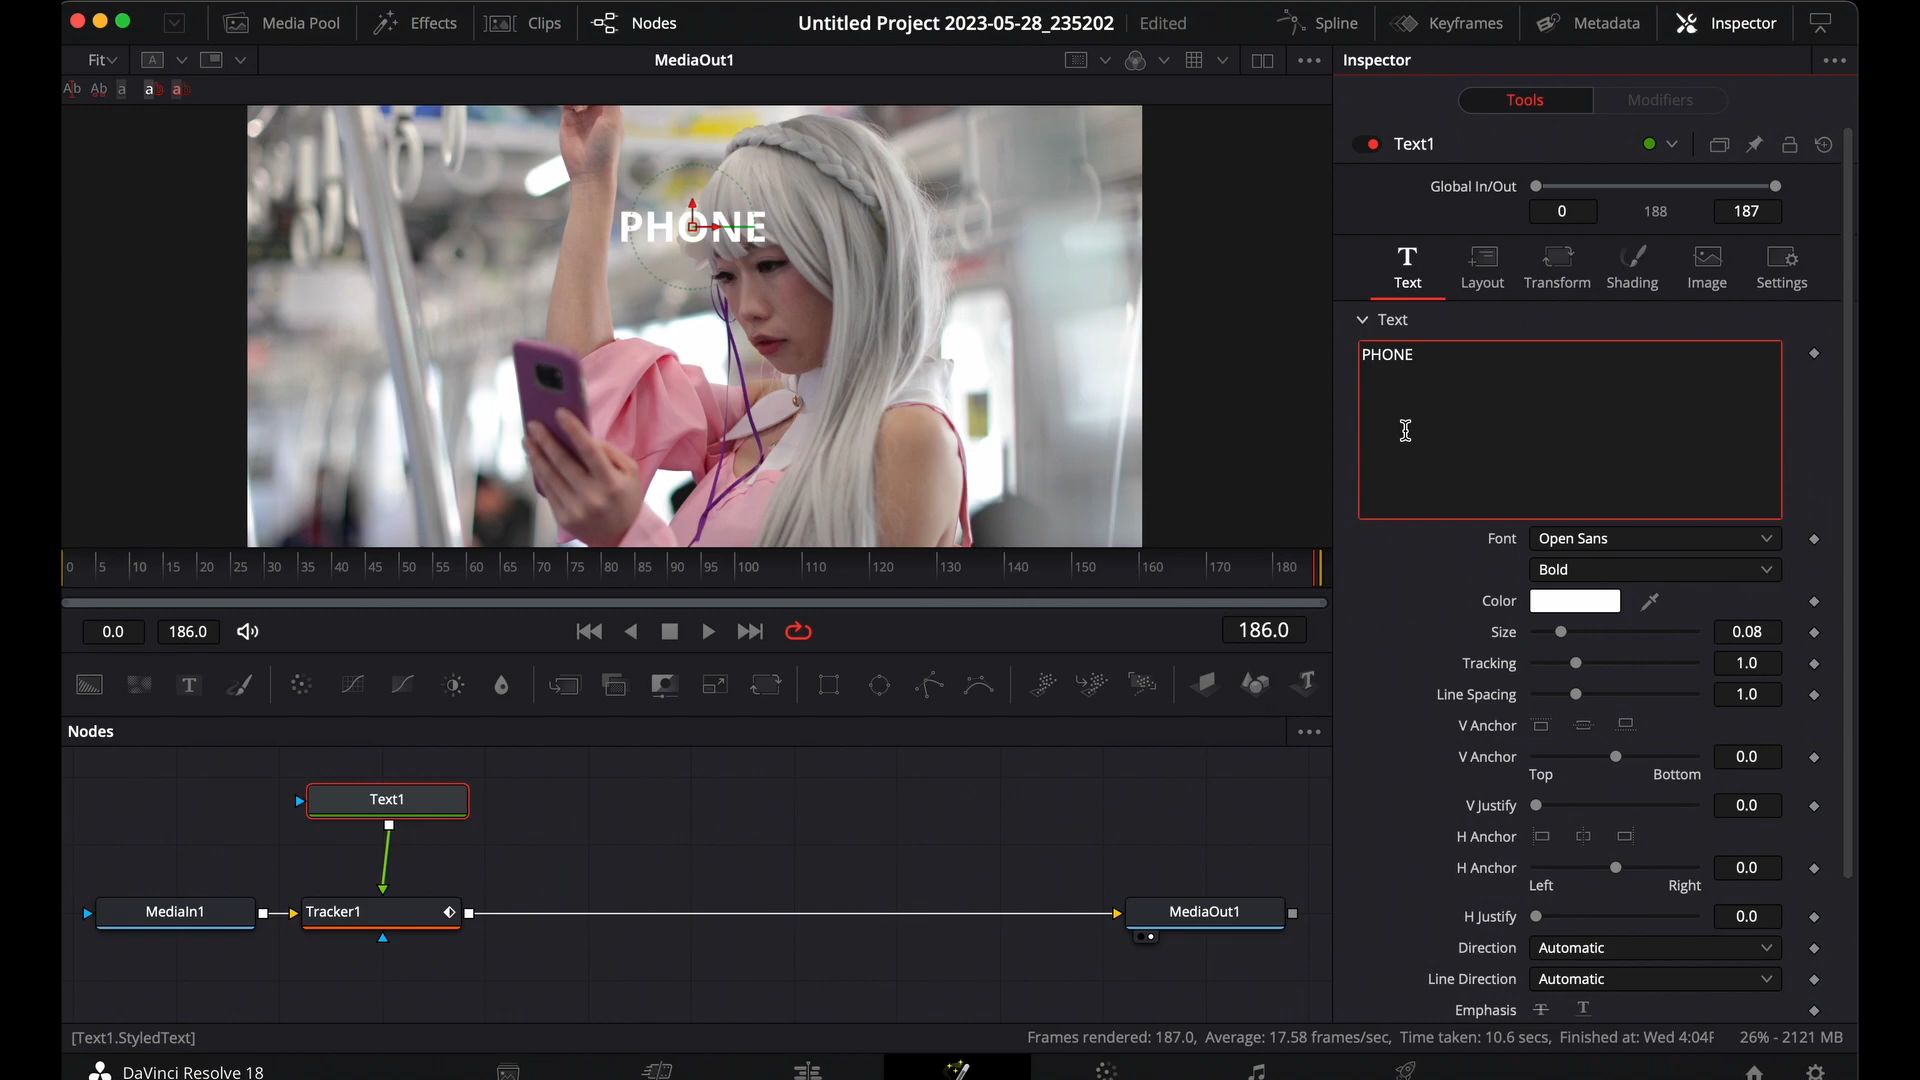 Media Pool
Effects
Clips
Nodes
Untitled Project 2023-05-28_235202
Edited
Spline
Keyframes
Metadata
Inspector
Fit
A
MediaOut1
Inspector
Ab
Ab
a
ab
ab
Tools
Modifiers
Text1
Global In/Out
0
188
187
T
Text
Layout
Transform
Shading
Image
Settings
PHONE
Text
PHONE
Font
Open Sans
Bold
Color
Size
0.08
Tracking
1.0
Line Spacing
1.0
V Anchor
V Anchor
0.0
Top
Bottom
V Justify
0.0
H Anchor
H Anchor
0.0
Left
Right
H Justify
0.0
Direction
Automatic
Line Direction
Automatic
Emphasis
0 5 10 15 20 25 30 35 40 45 50 55 60 65 70 75 80 85 90 95 100 110 120 130 140 150 160 170 180
0.0
186.0
186.0
T
T
Nodes
Text1
MediaIn1
Tracker1
MediaOut1
[Text1.StyledText]
Frames rendered: 187.0, Average: 17.58 frames/sec, Time taken: 10.6 secs, Finished at: Wed 4:04P
26% - 2121 MB
DaVinci Resolve 18